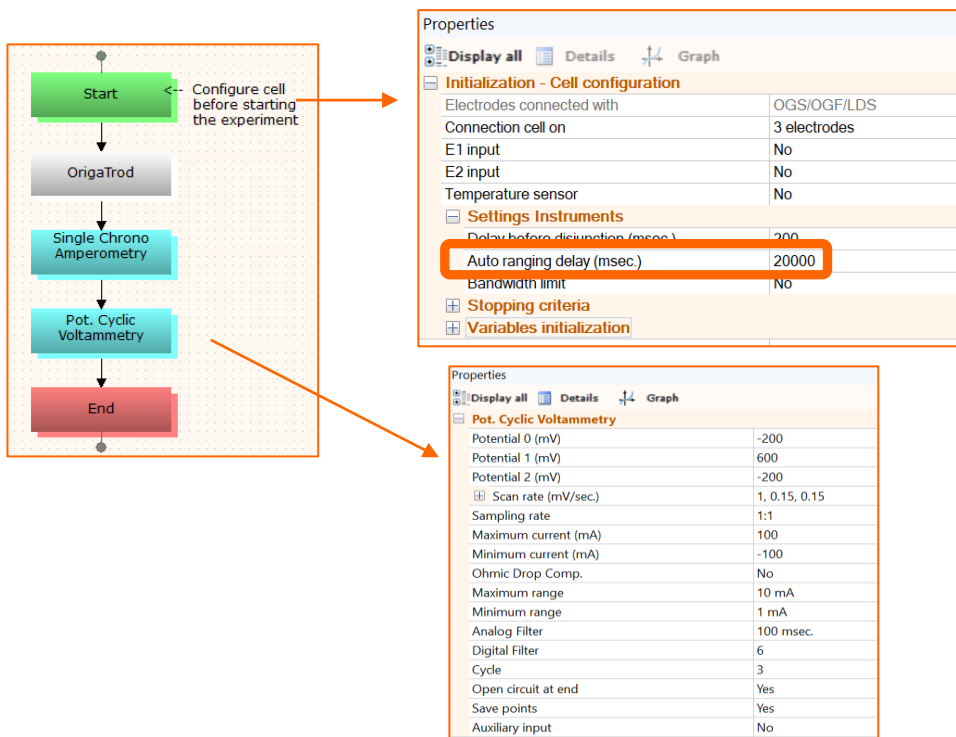 Start
<-- Configure cell
before starting
the experiment
OrigaTrod
Single Chrono
Amperometry
Pot. Cyclic
Voltammetry
End
Properties
Display all Details Graph
Initialization - Cell configuration
Electrodes connected with OGS/OGF/LDS
Connection cell on 3 electrodes
E1 input No
E2 input No
Temperature sensor No
Settings Instruments
Delay before disjunction (msec.) 200
Auto ranging delay (msec.) 20000
Bandwidth limit No
Stopping criteria
Variables initialization
Properties
Display all Details Graph
Pot. Cyclic Voltammetry
Potential 0 (mV) -200
Potential 1 (mV) 600
Potential 2 (mV) -200
Scan rate (mV/sec.) 1, 0.15, 0.15
Sampling rate 1:1
Maximum current (mA) 100
Minimum current (mA) -100
Ohmic Drop Comp. No
Maximum range 10 mA
Minimum range 1 mA
Analog Filter 100 msec.
Digital Filter 6
Cycle 3
Open circuit at end Yes
Save points Yes
Auxiliary input No